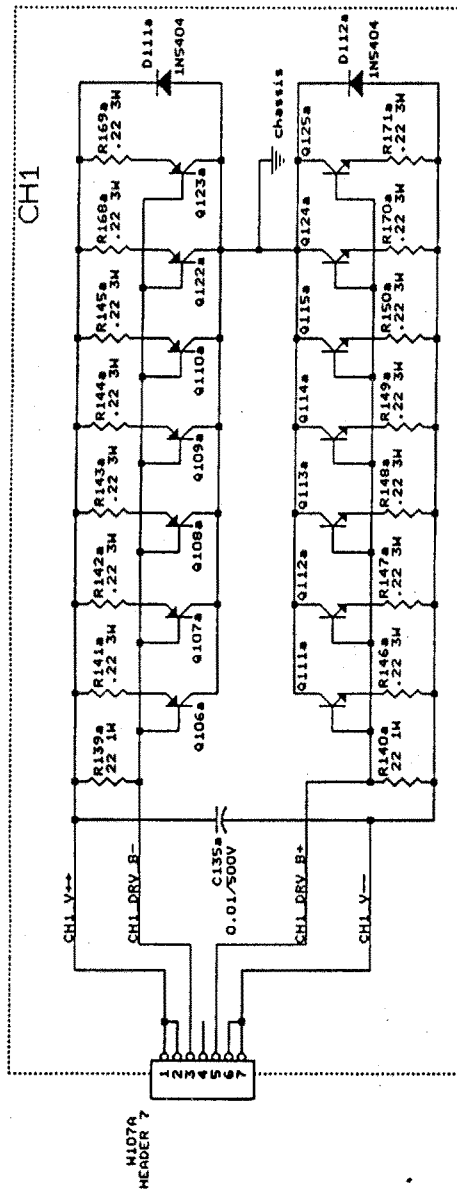 CH1
D111a
1N5404
R169a
.22 3W
R168a
.22 3W
R145a
.22 3W
R144a
.22 3W
R143a
.22 3W
R142a
.22 3W
R141a
.22 3W
R139a
22 1W
Q123a
Q122a
Q110a
Q109a
Q108a
Q107a
Q106a
chassis
D112a
1N5404
Q125a
Q124a
Q115a
Q114a
Q113a
Q112a
Q111a
R171a
.22 3W
R170a
.22 3W
R150a
.22 3W
R149a
.22 3W
R148a
.22 3W
R147a
.22 3W
R146a
.22 3W
R140a
22 1W
C135a
0.01/500V
CH1 V++
CH1 DRV B-
CH1 DRV B+
CH1 V--
1
2
3
4
5
6
7
W107A
HEADER 7